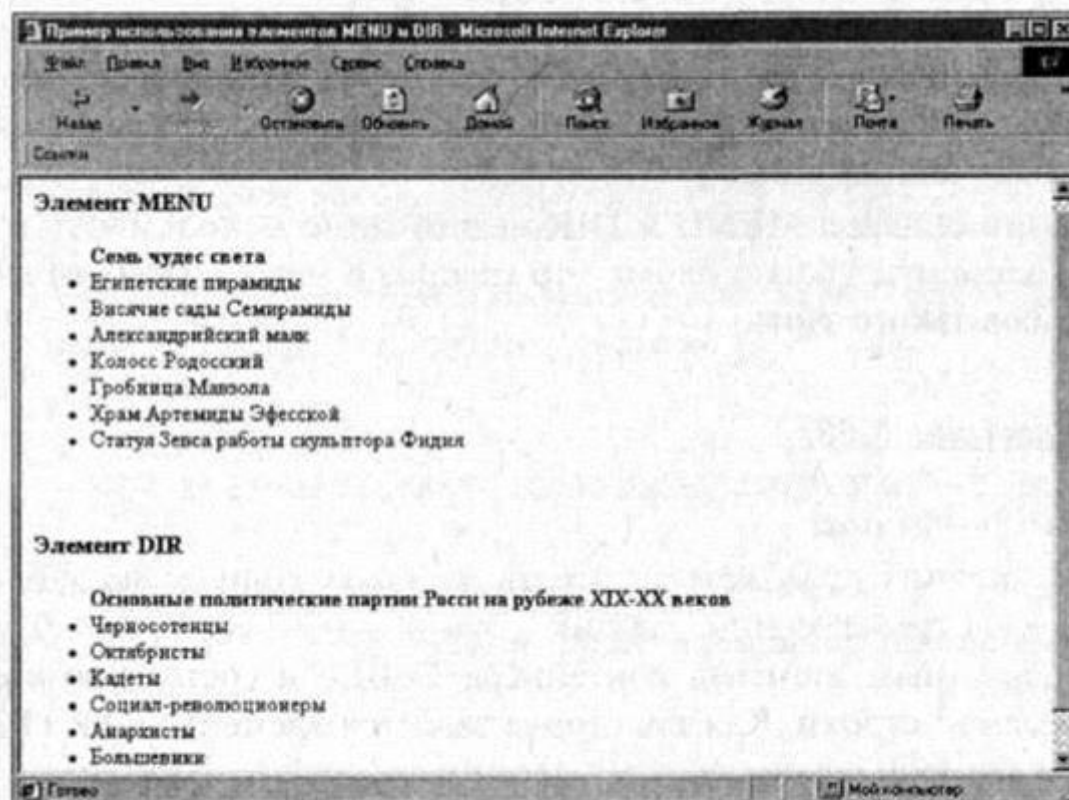 Пример использования элементов MENU и DIR - Microsoft Internet Explorer
Файл Правка Вид Избранное Сервис Справка
Назад Остановить Обновить Домой Поиск Избранное Журнал Почта Печать
Ссылки
Элемент MENU
Семь чудес света
• Египетские пирамиды
• Висячие сады Семирамиды
• Александрийский маяк
• Колосс Родосский
• Гробница Мавзола
• Храм Артемиды Эфесской
• Статуя Зевса работы скульптора Фидия
Элемент DIR
Основные политические партии Росси на рубеже XIX-XX веков
• Черносотенцы
• Октябристы
• Кадеты
• Социал-революционеры
• Анархисты
• Большевики
Готово
Мой компьютер